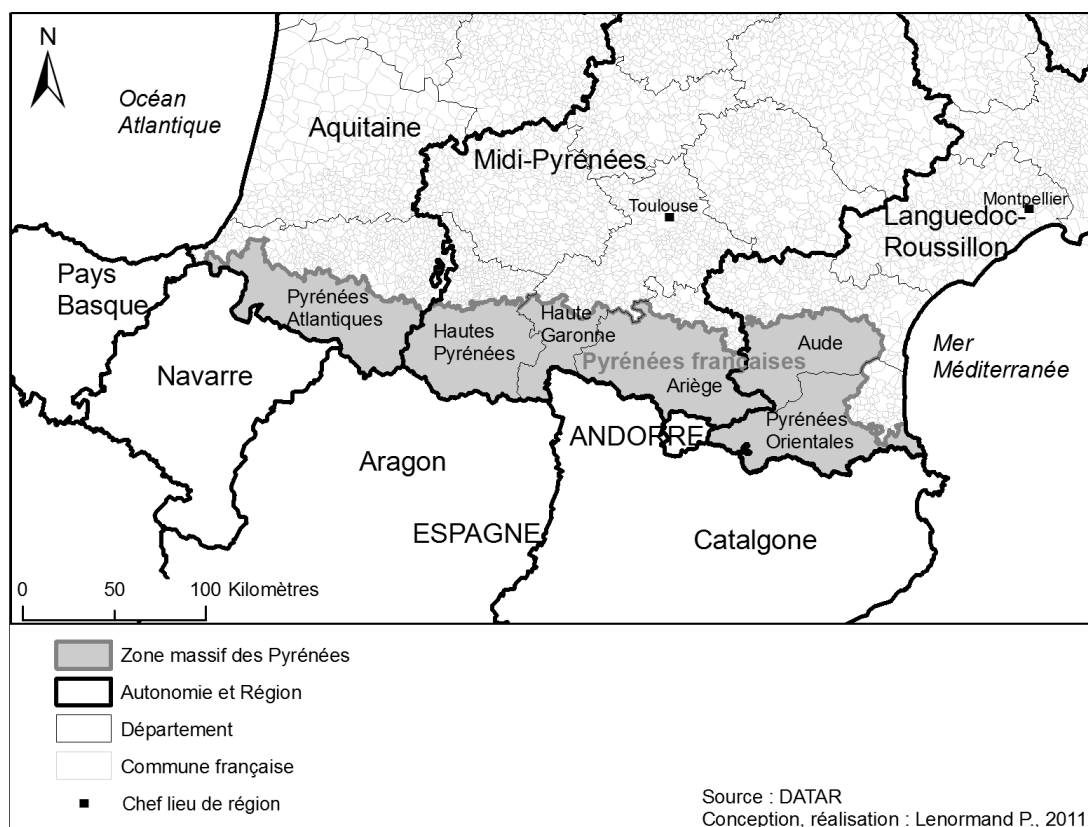 N
Océan
Atlantique
Aquitaine
Midi-Pyrénées
Toulouse
Montpellier
Languedoc-
Roussillon
Pays
Basque
Pyrénées
Atlantiques
Hautes
Pyrénées
Haute
Garonne
Pyrénées françaises
Ariège
Aude
Mer
Méditerranée
Navarre
ANDORRE
Pyrénées
Orientales
Aragon
ESPAGNE
Catalgone
0 50 100 Kilomètres
Zone massif des Pyrénées
Autonomie et Région
Département
Commune française
Chef lieu de région
Source : DATAR
Conception, réalisation : Lenormand P., 2011